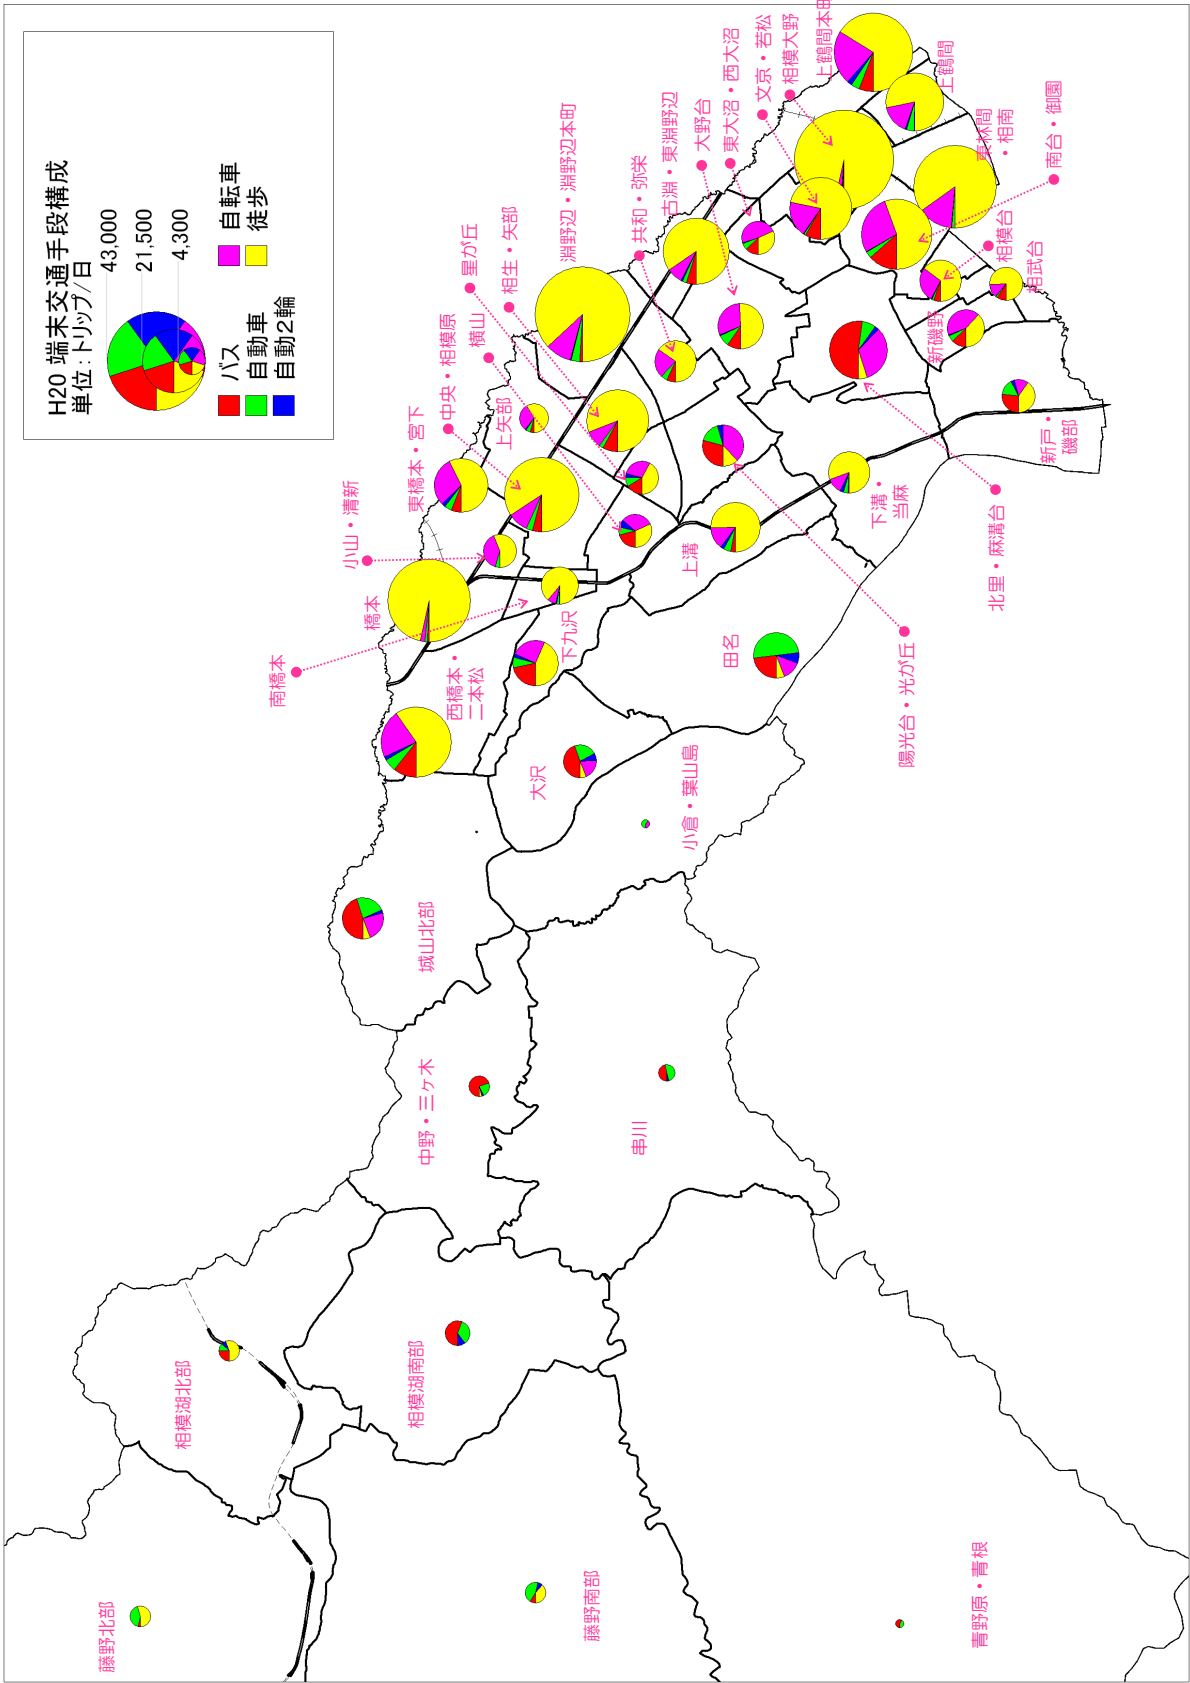 H20 端末交通手段構成
単位：トリップ/日
43,000
21,500
4,300
バス
自動車
自動2輪
自転車
徒歩
藤野北部
相模湖北部
相模湖南部
藤野南部
青野原・青根
中野・三ヶ木
串川
城山北部
小倉・葉山島
大沢
田名
西橋本・
二本松
南橋本
橋本
下九沢
小山・清新
東橋本・宮下
中央・相模原
上矢部
横山
星が丘
相生・矢部
淵野辺・淵野辺本町
共和・弥栄
古淵・東淵野辺
大野台
東大沼・西大沼
文京・若松
相模大野
上鶴間本町
上鶴間
東林間
・相南
南台・御園
相模台
相武台
新磯野
新戸・
磯部
北里・麻溝台
下溝・
当麻
上溝
陽光台・光が丘